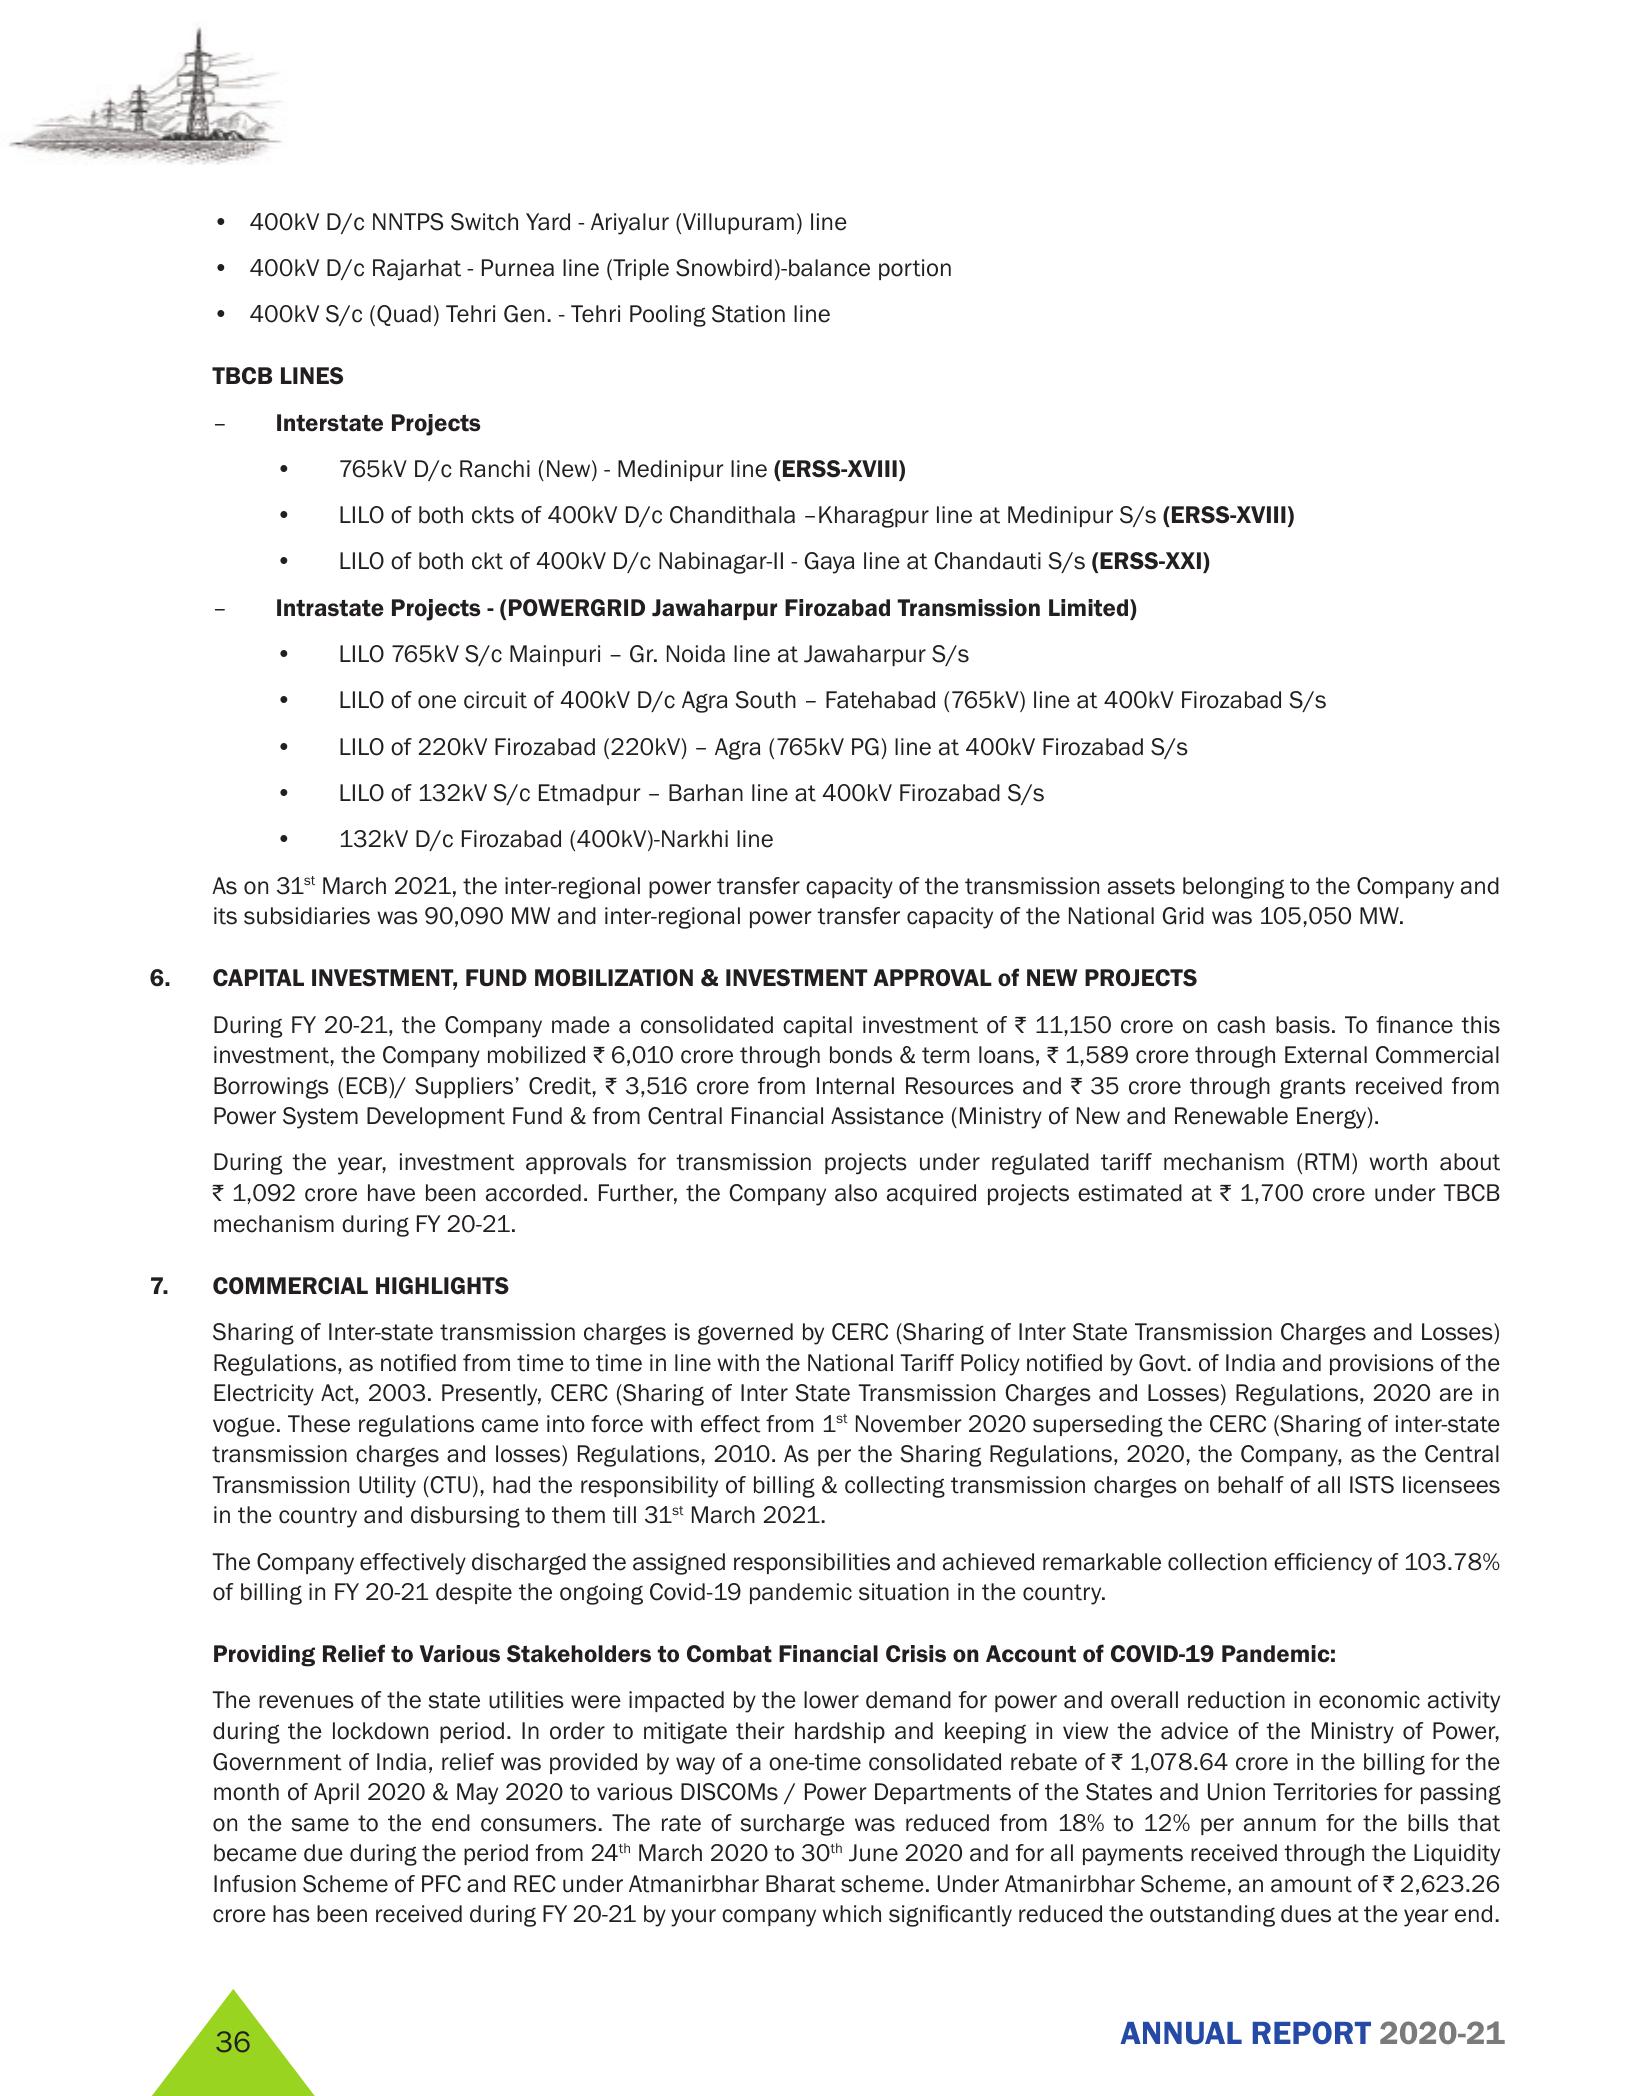 • 400kV D/c NNTPS Switch Yard - Ariyalur (Villupuram) line
• 400kV D/c Rajarhat - Purnea line (Triple Snowbird)-balance portion
• 400kV S/c (Quad) Tehri Gen. - Tehri Pooling Station line
TBCB LINES
– Interstate Projects
• 765kV D/c Ranchi (New) - Medinipur line (ERSS-XVIII)
• LILO of both ckts of 400kV D/c Chandithala –Kharagpur line at Medinipur S/s (ERSS-XVIII)
• LILO of both ckt of 400kV D/c Nabinagar-II - Gaya line at Chandauti S/s (ERSS-XXI)
– Intrastate Projects - (POWERGRID Jawaharpur Firozabad Transmission Limited)
• LILO 765kV S/c Mainpuri – Gr. Noida line at Jawaharpur S/s
• LILO of one circuit of 400kV D/c Agra South – Fatehabad (765kV) line at 400kV Firozabad S/s
• LILO of 220kV Firozabad (220kV) – Agra (765kV PG) line at 400kV Firozabad S/s
• LILO of 132kV S/c Etmadpur – Barhan line at 400kV Firozabad S/s
• 132kV D/c Firozabad (400kV)-Narkhi line
As on 31st March 2021, the inter-regional power transfer capacity of the transmission assets belonging to the Company and
its subsidiaries was 90,090 MW and inter-regional power transfer capacity of the National Grid was 105,050 MW.
6. CAPITAL INVESTMENT, FUND MOBILIZATION & INVESTMENT APPROVAL of NEW PROJECTS
During FY 20-21, the Company made a consolidated capital investment of ₹ 11,150 crore on cash basis. To finance this
investment, the Company mobilized ₹ 6,010 crore through bonds & term loans, ₹ 1,589 crore through External Commercial
Borrowings (ECB)/ Suppliers’ Credit, ₹ 3,516 crore from Internal Resources and ₹ 35 crore through grants received from
Power System Development Fund & from Central Financial Assistance (Ministry of New and Renewable Energy).
During the year, investment approvals for transmission projects under regulated tariff mechanism (RTM) worth about
₹ 1,092 crore have been accorded. Further, the Company also acquired projects estimated at ₹ 1,700 crore under TBCB
mechanism during FY 20-21.
7. COMMERCIAL HIGHLIGHTS
Sharing of Inter-state transmission charges is governed by CERC (Sharing of Inter State Transmission Charges and Losses)
Regulations, as notified from time to time in line with the National Tariff Policy notified by Govt. of India and provisions of the
Electricity Act, 2003. Presently, CERC (Sharing of Inter State Transmission Charges and Losses) Regulations, 2020 are in
vogue. These regulations came into force with effect from 1st November 2020 superseding the CERC (Sharing of inter-state
transmission charges and losses) Regulations, 2010. As per the Sharing Regulations, 2020, the Company, as the Central
Transmission Utility (CTU), had the responsibility of billing & collecting transmission charges on behalf of all ISTS licensees
in the country and disbursing to them till 31st March 2021.
The Company effectively discharged the assigned responsibilities and achieved remarkable collection efficiency of 103.78%
of billing in FY 20-21 despite the ongoing Covid-19 pandemic situation in the country.
Providing Relief to Various Stakeholders to Combat Financial Crisis on Account of COVID-19 Pandemic:
The revenues of the state utilities were impacted by the lower demand for power and overall reduction in economic activity
during the lockdown period. In order to mitigate their hardship and keeping in view the advice of the Ministry of Power,
Government of India, relief was provided by way of a one-time consolidated rebate of ₹ 1,078.64 crore in the billing for the
month of April 2020 & May 2020 to various DISCOMs / Power Departments of the States and Union Territories for passing
on the same to the end consumers. The rate of surcharge was reduced from 18% to 12% per annum for the bills that
became due during the period from 24th March 2020 to 30th June 2020 and for all payments received through the Liquidity
Infusion Scheme of PFC and REC under Atmanirbhar Bharat scheme. Under Atmanirbhar Scheme, an amount of ₹ 2,623.26
crore has been received during FY 20-21 by your company which significantly reduced the outstanding dues at the year end.
36
ANNUAL REPORT 2020-21